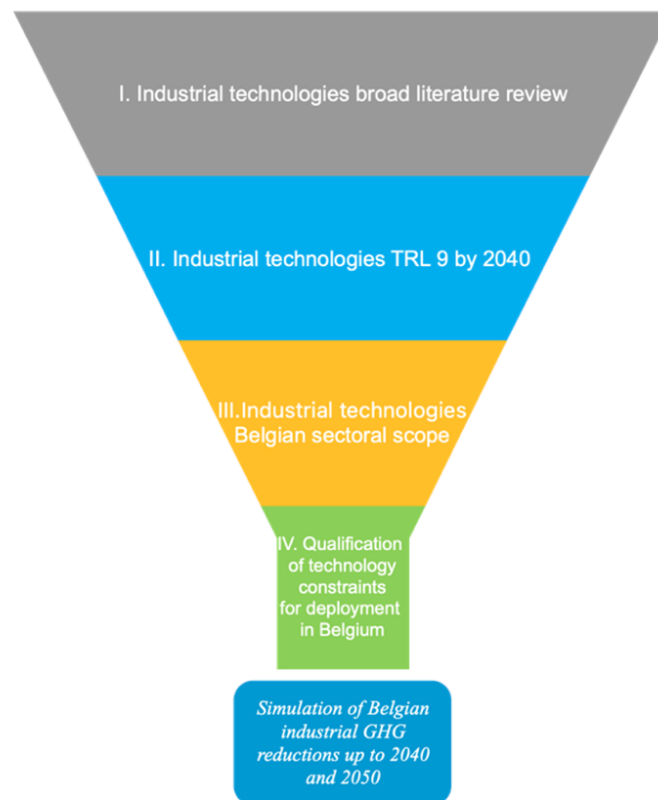 I. Industrial technologies broad literature review
II. Industrial technologies TRL 9 by 2040
III.Industrial technologies
Belgian sectoral scope
IV. Qualification
of technology
constraints
for deployment
in Belgium
Simulation of Belgian
industrial GHG
reductions up to 2040
and 2050